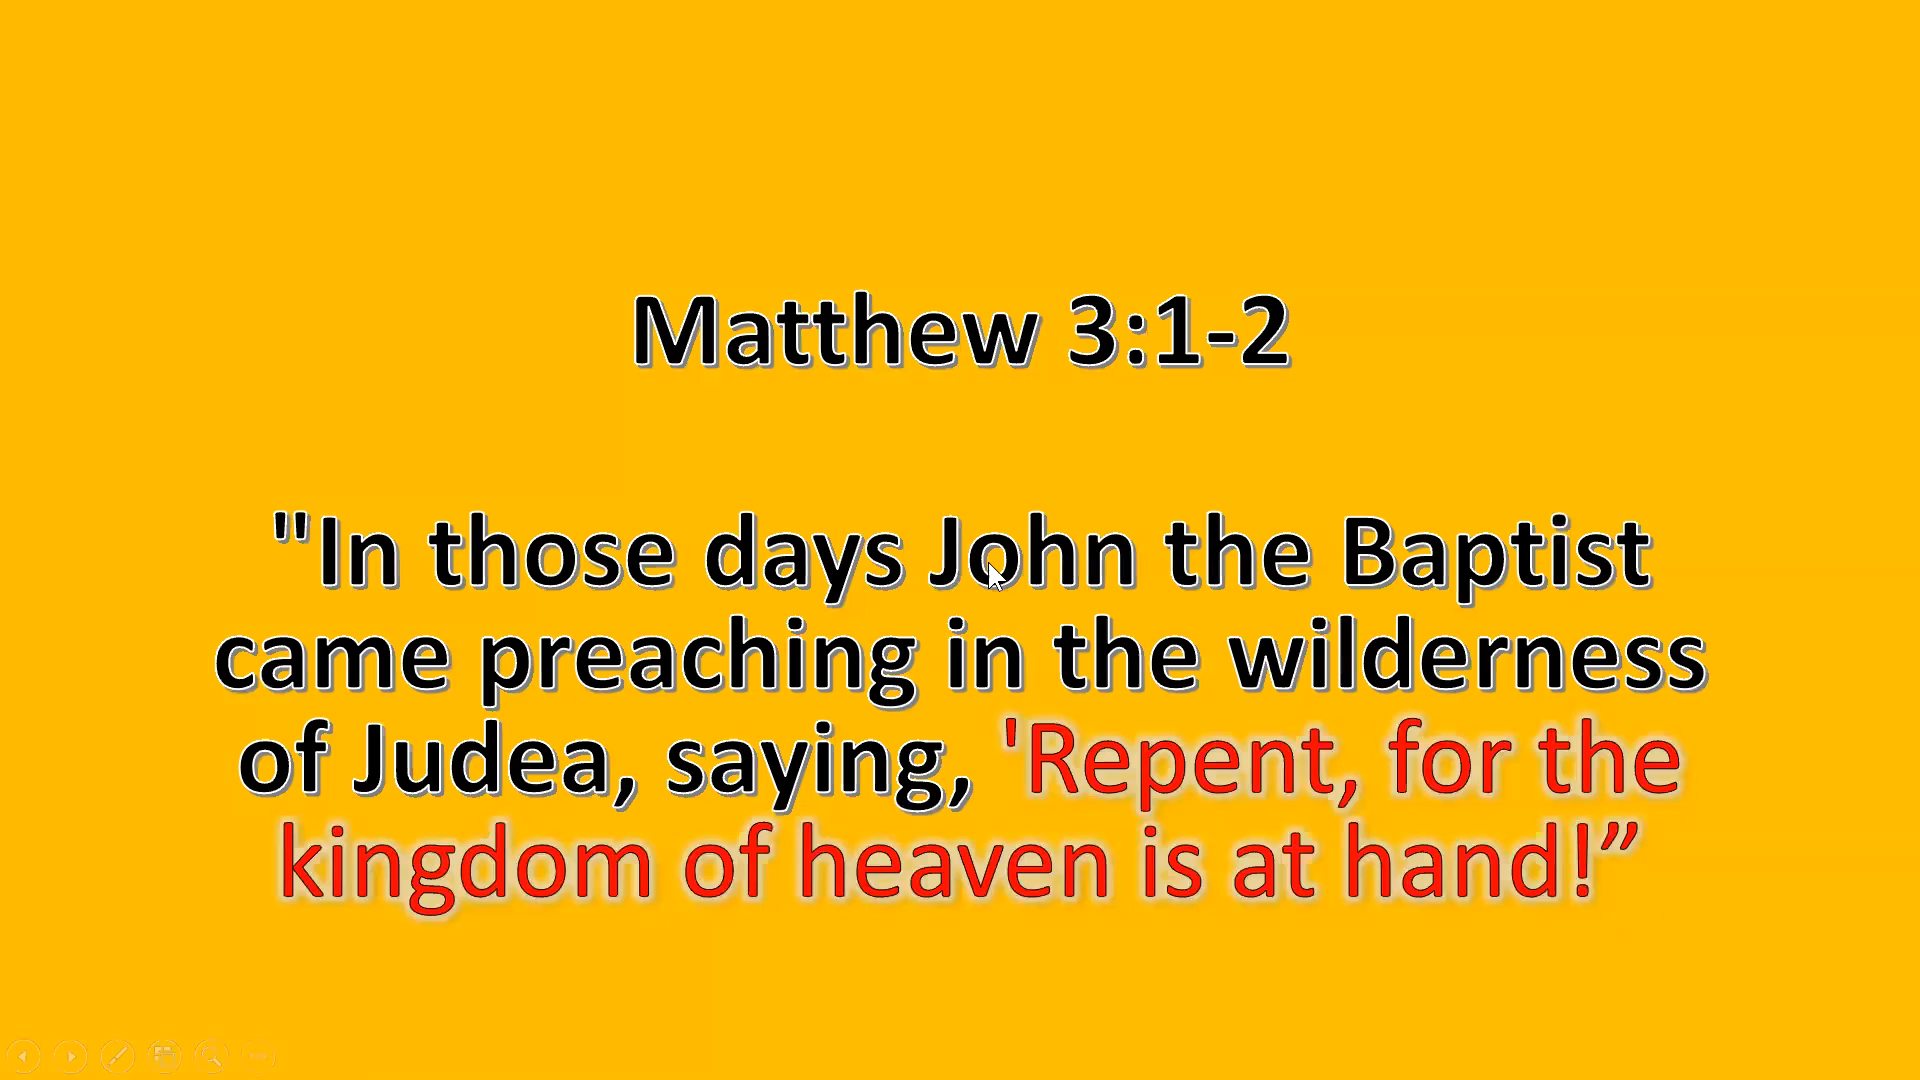 Matthew 3:1-2
"In those days John the Baptist
came preaching in the wilderness
of Judea, saying, 'Repent, for the
kingdom of heaven is at hand!”